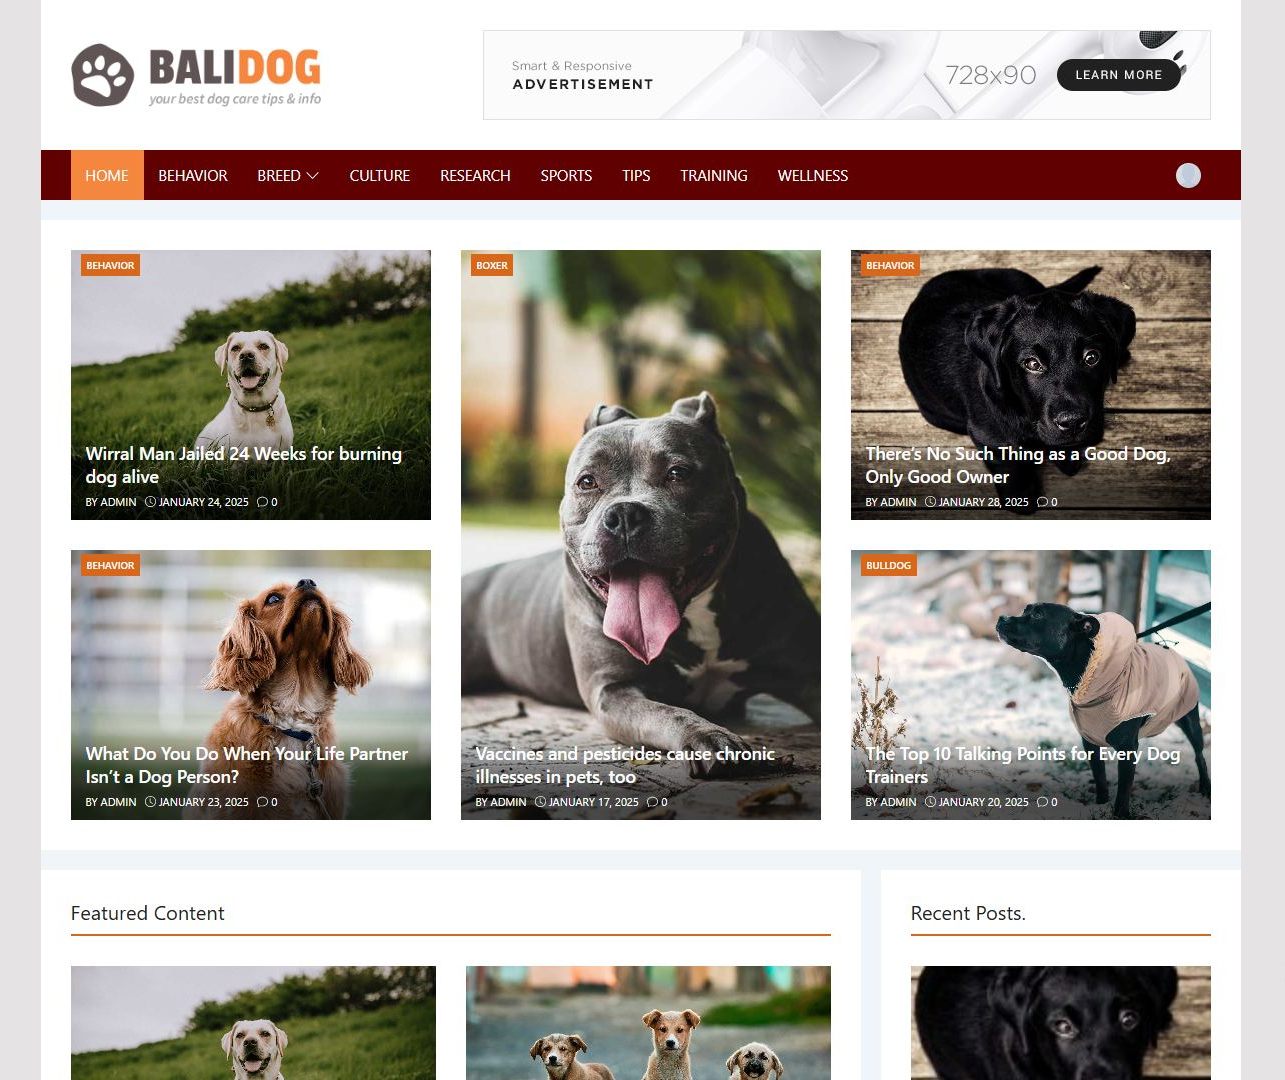 BALIDOG
your best dog care tips & info
Smart & Responsive
ADVERTISEMENT
728x90
LEARN MORE
HOME BEHAVIOR BREED CULTURE RESEARCH SPORTS TIPS TRAINING WELLNESS
BEHAVIOR
Wirral Man Jailed 24 Weeks for burning
dog alive
BY ADMIN JANUARY 24, 2025 0
BOXER
Vaccines and pesticides cause chronic
illnesses in pets, too
BY ADMIN JANUARY 17, 2025 0
BEHAVIOR
There’s No Such Thing as a Good Dog,
Only Good Owner
BY ADMIN JANUARY 28, 2025 0
BEHAVIOR
What Do You Do When Your Life Partner
Isn’t a Dog Person?
BY ADMIN JANUARY 23, 2025 0
BULLDOG
The Top 10 Talking Points for Every Dog
Trainers
BY ADMIN JANUARY 20, 2025 0
Featured Content
Recent Posts.